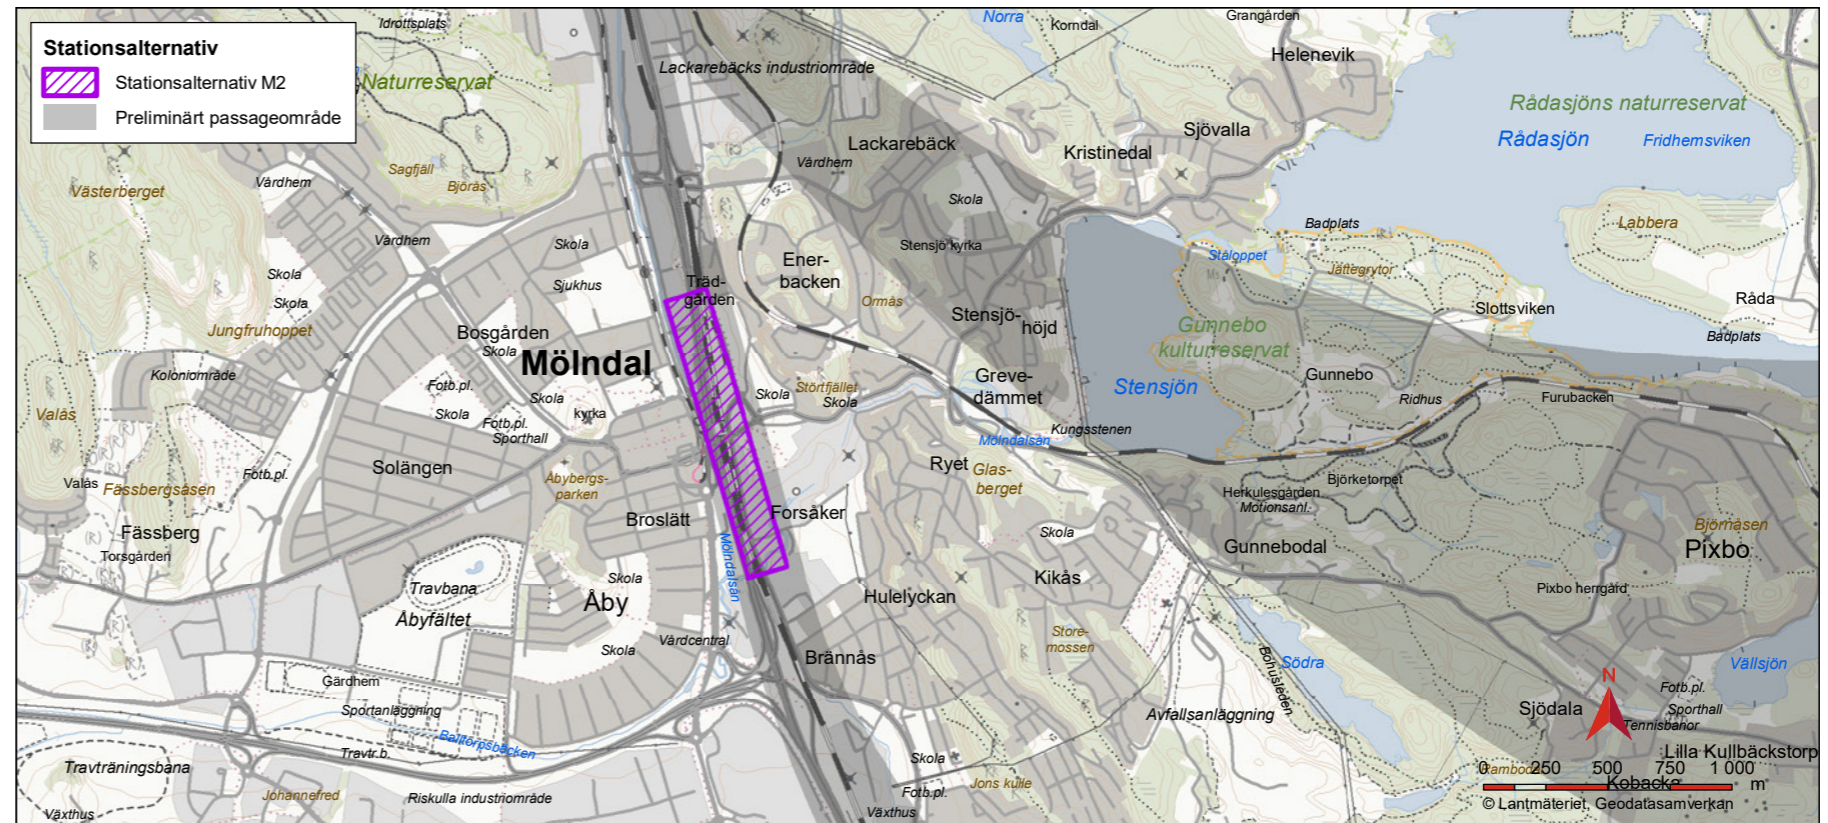 Stationsalternativ
Stationsalternativ M2
Preliminärt passageområde
Idrottsplats
Naturreservat
Lackarebäcks industriområde
Norra
Korndal
Grangården
Helenevik
Rådasjöns naturreservat
Rådasjön
Fridhemsviken
Sjövalla
Kristinedal
Lackarebäck
Vårdhem
Sagfjäll
Björås
Västerberget
Vårdhem
Skola
Labbera
Badplats
Vårdhem
Skola
Stensjö kyrka
Ståloppet
Jättegrytor
Ener-
backen
Skola
Sjukhus
Träd-
gården
Skola
Ormås
Råda
Slottsviken
Stensjö-
höjd
Gunnebo
kulturreservat
Badplats
Jungfruhoppet
Bosgården
Skola
Mölndal
Koloniområde
Fotb.pl.
Skola
Skola
Störtfjället
Skola
Greve-
dämmet
Stensjön
Gunnebo
Ridhus
Furubacken
Valås
Skola
kyrka
Fotb.pl.
Sporthall
Kungsstenen
Mölndalsån
Solängen
Fotb.pl.
Ryet
Glas-
berget
Valås
Fässbergsåsen
Åbybergs-
parken
Björketorpet
Herkulesgården
Motionsanl.
Fässberg
Torsgården
Broslätt
Forsåker
Skola
Gunnebodal
Björnåsen
Pixbo
Mölndalsån
Travbana
Åbyfältet
Skola
Åby
Kikås
Hulelyckan
Pixbo herrgård
Skola
Vårdcentral
Brännås
Store-
mossen
Bohusleden
Södra
Vällsjön
Gärdhem
Sportanläggning
Avfallsanläggning
N
Fotb.pl.
Sporthall
Tennisbanor
Sjödala
Balltorpsbäcken
Travtr.b.
Skola
Lilla Kullbäckstorp
Travträningsbana
Jons kulle
Fotb.pl.
0 250 500 750 1 000
m
Kobacka
Johannefred
Riskulla industriområde
Växthus
Växthus
© Lantmäteriet, Geodatasamverkan